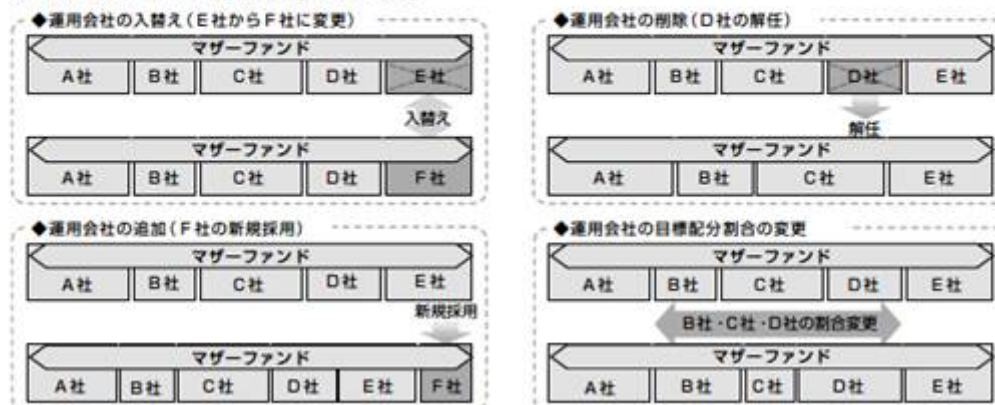 ◆運用会社の入替え(E社からF社に変更)
マザーファンド
A社 B社 C社 D社 E社
入替え
マザーファンド
A社 B社 C社 D社 F社
◆運用会社の削除(D社の解任)
マザーファンド
A社 B社 C社 D社 E社
解任
マザーファンド
A社 B社 C社 E社
◆運用会社の追加(F社の新規採用)
マザーファンド
A社 B社 C社 D社 E社
新規採用
マザーファンド
A社 B社 C社 D社 E社 F社
◆運用会社の目標配分割合の変更
マザーファンド
A社 B社 C社 D社 E社
B社・C社・D社の割合変更
マザーファンド
A社 B社 C社 D社 E社